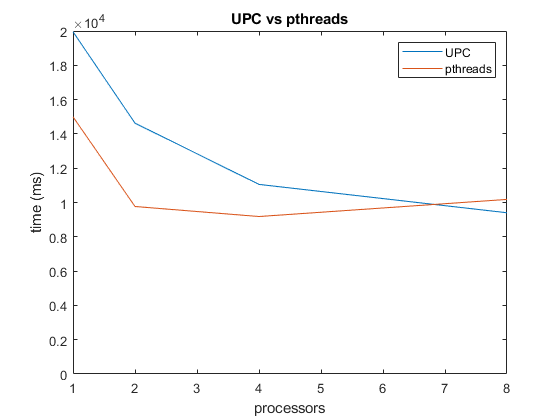 UPC vs pthreads
×10⁴
2
1.8
1.6
1.4
1.2
1
0.8
0.6
0.4
0.2
0
time (ms)
UPC
pthreads
1 2 3 4 5 6 7 8
processors